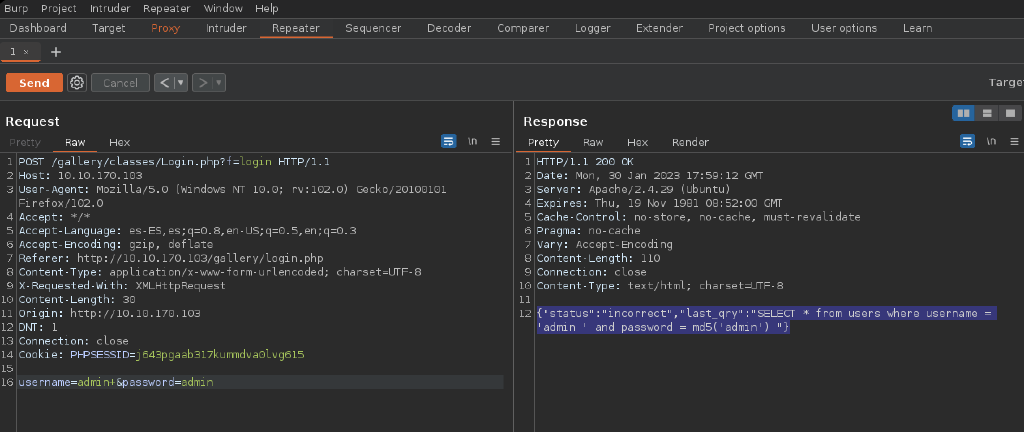 Burp Project Intruder Repeater Window Help
Dashboard Target Proxy Intruder Repeater Sequencer Decoder Comparer Logger Extender Project options User options Learn
1 × +
Send Cancel < ▼ > ▼ Target
Request
Pretty Raw Hex \n
1 POST /gallery/classes/Login.php?f=login HTTP/1.1
2 Host: 10.10.170.103
3 User-Agent: Mozilla/5.0 (Windows NT 10.0; rv:102.0) Gecko/20100101
Firefox/102.0
4 Accept: */*
5 Accept-Language: es-ES,es;q=0.8,en-US;q=0.5,en;q=0.3
6 Accept-Encoding: gzip, deflate
7 Referer: http://10.10.170.103/gallery/login.php
8 Content-Type: application/x-www-form-urlencoded; charset=UTF-8
9 X-Requested-With: XMLHttpRequest
10 Content-Length: 30
11 Origin: http://10.10.170.103
12 DNT: 1
13 Connection: close
14 Cookie: PHPSESSID=j643pgaab317kummdva0lvg615
15
16 username=admin+&password=admin
Response
Pretty Raw Hex Render \n
1 HTTP/1.1 200 OK
2 Date: Mon, 30 Jan 2023 17:59:12 GMT
3 Server: Apache/2.4.29 (Ubuntu)
4 Expires: Thu, 19 Nov 1981 08:52:00 GMT
5 Cache-Control: no-store, no-cache, must-revalidate
6 Pragma: no-cache
7 Vary: Accept-Encoding
8 Content-Length: 110
9 Connection: close
10 Content-Type: text/html; charset=UTF-8
11
12 {"status":"incorrect","last_qry":"SELECT * from users where username =
'admin ' and password = md5('admin') "}